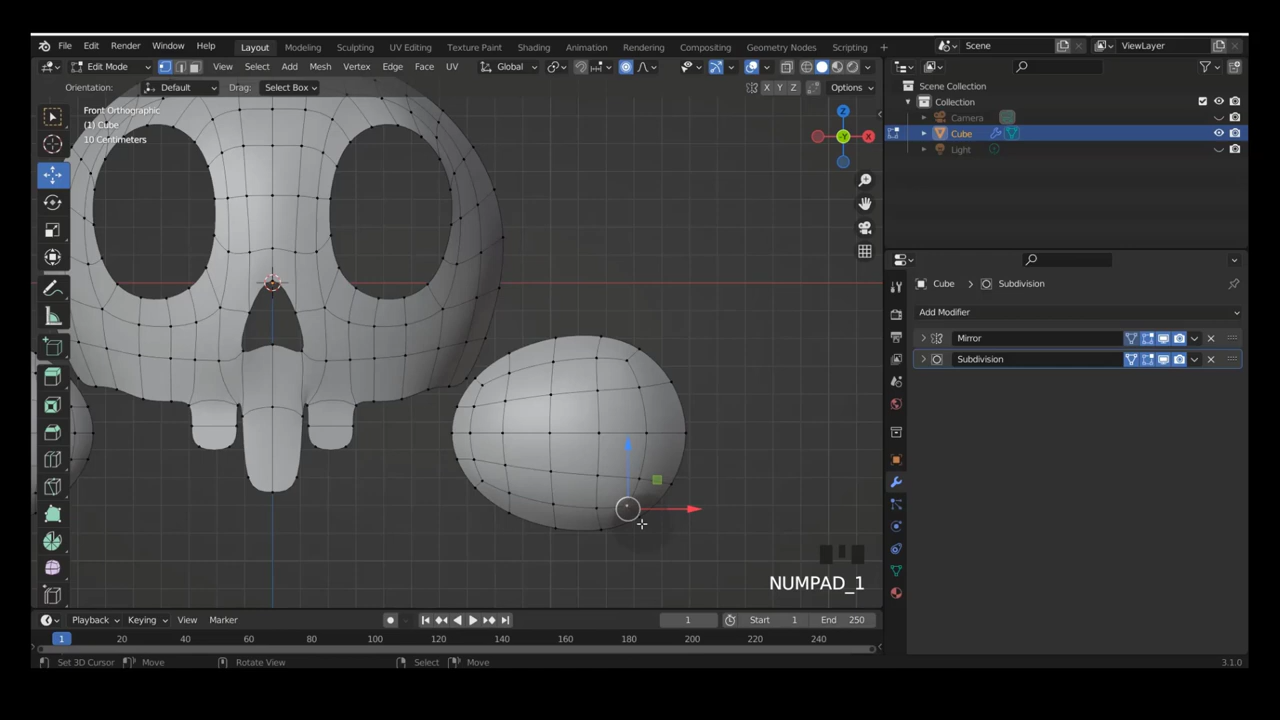 File Edit Render Window Help Layout Modeling Sculpting UV Editing Texture Paint Shading Animation Rendering Compositing Geometry Nodes Scripting + Scene ViewLayer
Edit Mode View Select Add Mesh Vertex Edge Face UV Global
Orientation: Default Drag: Select Box X Y Z Options
Front Orthographic
(1) Cube
10 Centimeters
Z
-Y
X
Scene Collection
Collection
Camera
Cube
Light
Cube > Subdivision
Add Modifier
Mirror
Subdivision
NUMPAD_1
Playback Keying View Marker 1 Start 1 End 250
1 20 40 60 80 100 120 140 160 180 200 220 240
Set 3D Cursor Move Rotate View Select Move 3.1.0